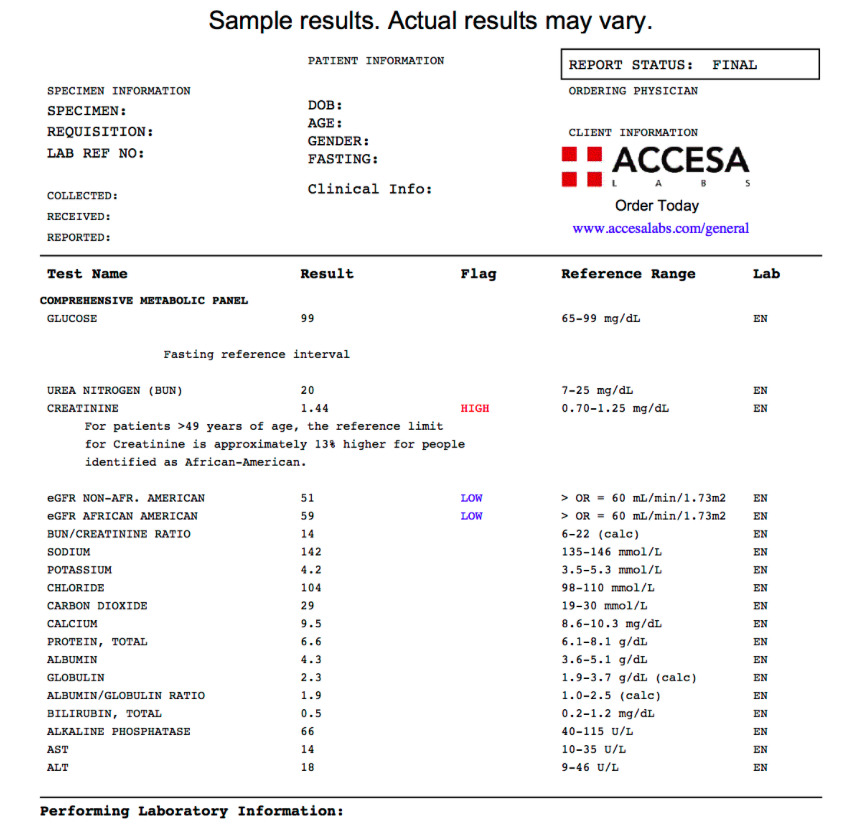 Sample results. Actual results may vary.
PATIENT INFORMATION
REPORT STATUS: FINAL
SPECIMEN INFORMATION
SPECIMEN:
REQUISITION:
LAB REF NO:
COLLECTED:
RECEIVED:
REPORTED:
DOB:
AGE:
GENDER:
FASTING:
Clinical Info:
ORDERING PHYSICIAN
CLIENT INFORMATION
ACCESA
L A B S
Order Today
www.accesalabs.com/general
Test Name Result Flag Reference Range Lab
COMPREHENSIVE METABOLIC PANEL
GLUCOSE 99 65-99 mg/dL EN
Fasting reference interval
UREA NITROGEN (BUN) 20 7-25 mg/dL EN
CREATININE 1.44 HIGH 0.70-1.25 mg/dL EN
For patients >49 years of age, the reference limit
for Creatinine is approximately 13% higher for people
identified as African-American.
eGFR NON-AFR. AMERICAN 51 LOW > OR = 60 mL/min/1.73m2 EN
eGFR AFRICAN AMERICAN 59 LOW > OR = 60 mL/min/1.73m2 EN
BUN/CREATININE RATIO 14 6-22 (calc) EN
SODIUM 142 135-146 mmol/L EN
POTASSIUM 4.2 3.5-5.3 mmol/L EN
CHLORIDE 104 98-110 mmol/L EN
CARBON DIOXIDE 29 19-30 mmol/L EN
CALCIUM 9.5 8.6-10.3 mg/dL EN
PROTEIN, TOTAL 6.6 6.1-8.1 g/dL EN
ALBUMIN 4.3 3.6-5.1 g/dL EN
GLOBULIN 2.3 1.9-3.7 g/dL (calc) EN
ALBUMIN/GLOBULIN RATIO 1.9 1.0-2.5 (calc) EN
BILIRUBIN, TOTAL 0.5 0.2-1.2 mg/dL EN
ALKALINE PHOSPHATASE 66 40-115 U/L EN
AST 14 10-35 U/L EN
ALT 18 9-46 U/L EN
Performing Laboratory Information: